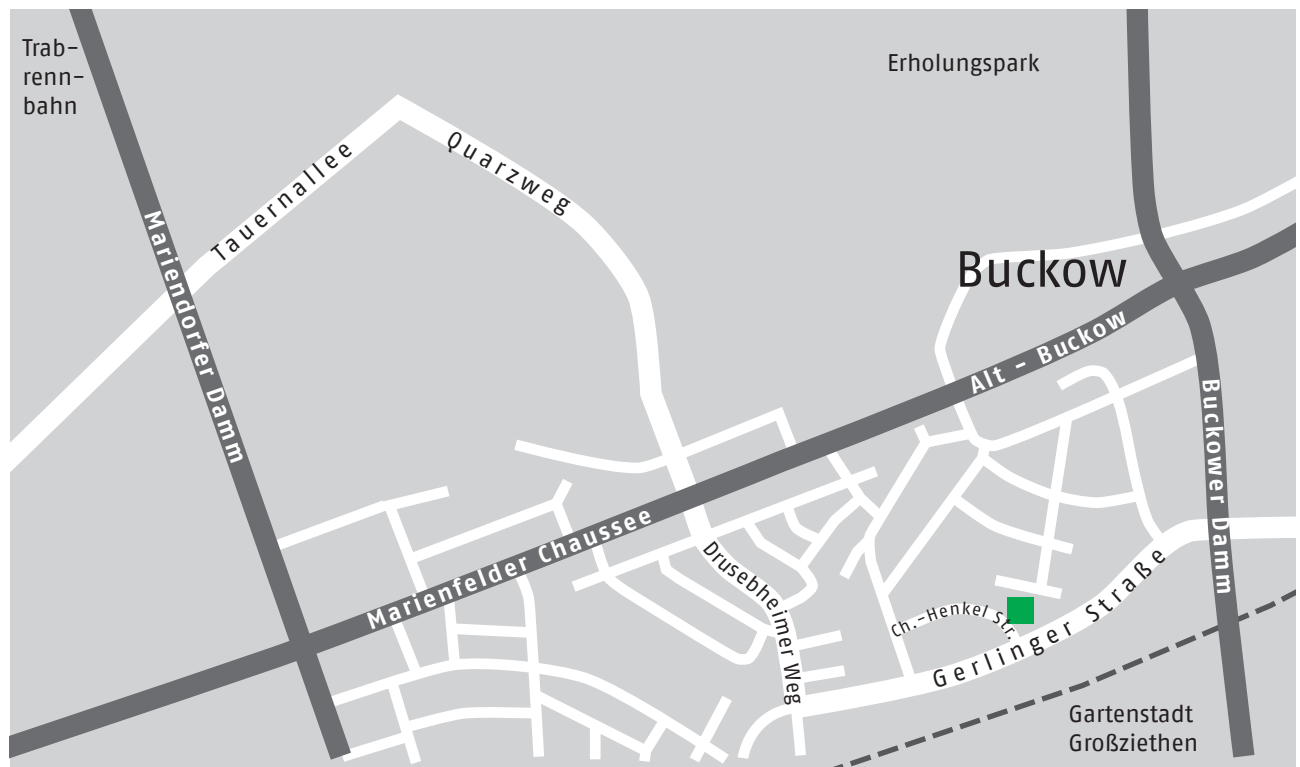 Trab-
renn-
bahn
Erholungspark
Tauernallee
Quarzweg
Mariendorfer Damm
Buckow
Alt - Buckow
Buckower Damm
Marienfelder Chaussee
Drusebheimer Weg
Ch.-Henkel Str.
Gerlinger Straße
Gartenstadt
Großziethen